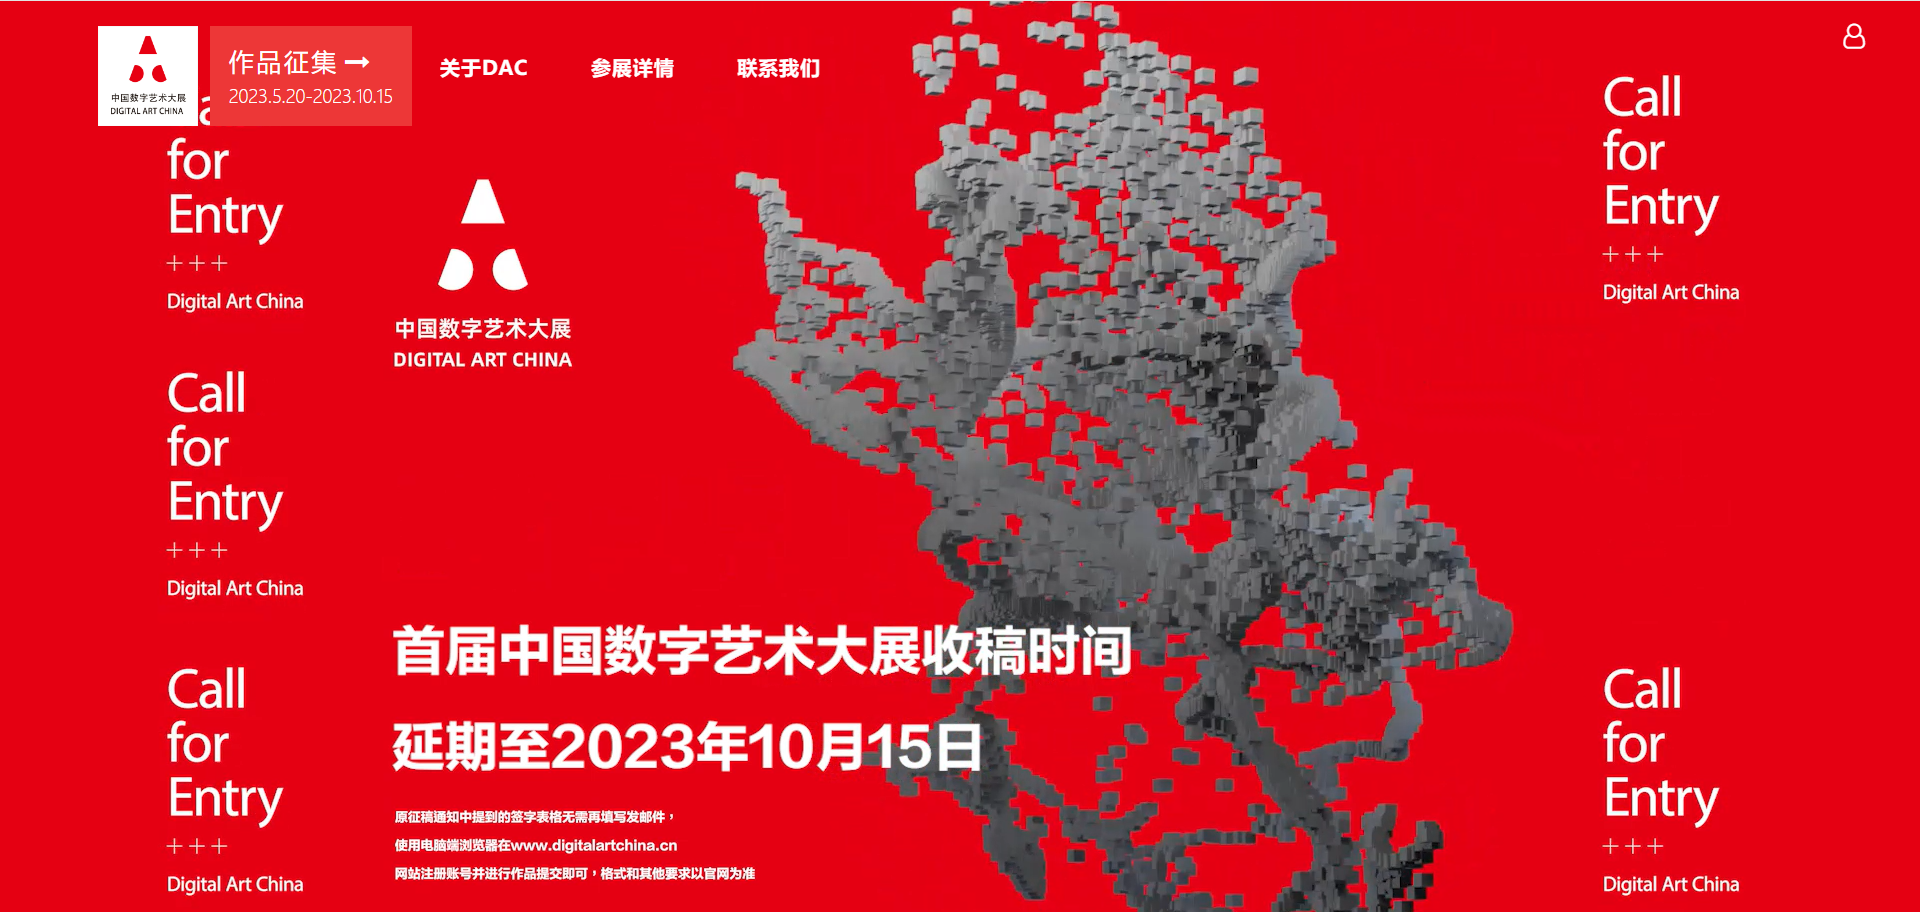 中国数字艺术大展
DIGITAL ART CHINA
作品征集
2023.5.20-2023.10.15
关于DAC
参展详情
联系我们
for
Entry
+++
Digital Art China
Call
for
Entry
+++
Digital Art China
中国数字艺术大展
DIGITAL ART CHINA
Call
for
Entry
+++
Digital Art China
首届中国数字艺术大展收稿时间
延期至2023年10月15日
原征稿通知中提到的签字表格无需再填写发邮件，
使用电脑端浏览器在www.digitalartchina.cn
网站注册账号并进行作品提交即可，格式和其他要求以官网为准
Call
for
Entry
+++
Digital Art China
Call
for
Entry
+++
Digital Art China